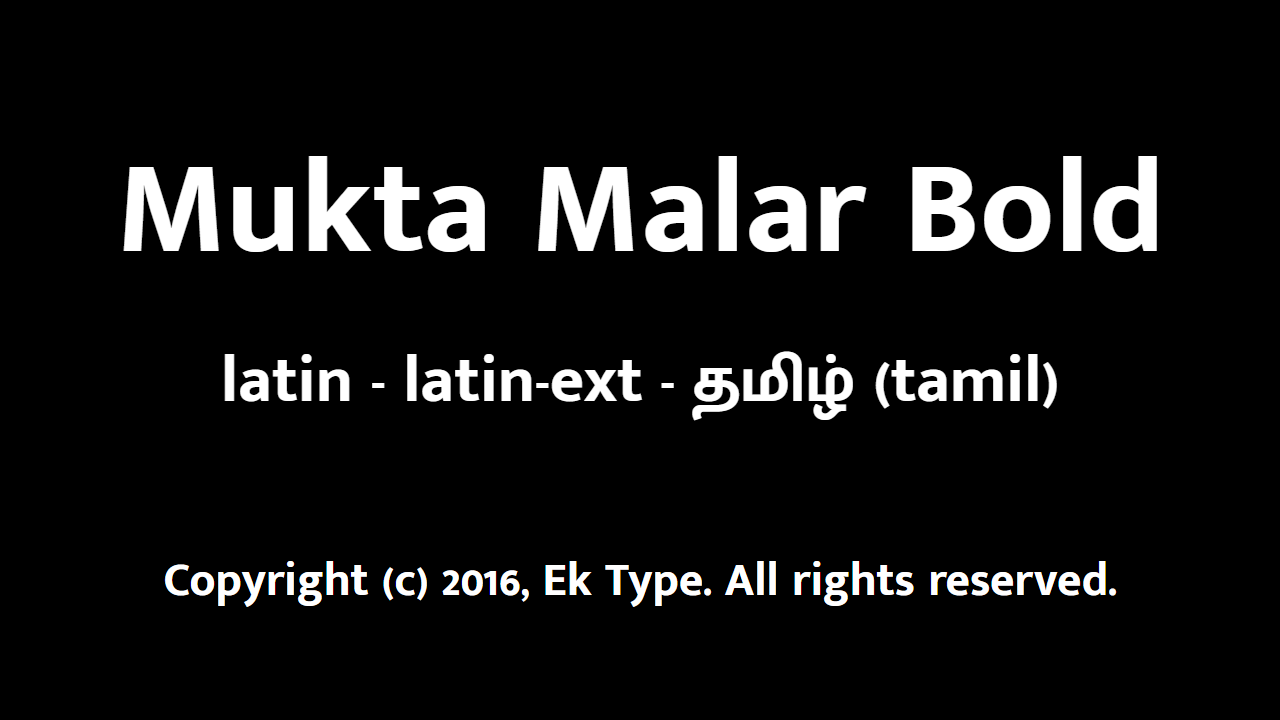 Mukta Malar Bold
latin - latin-ext - தமிழ் (tamil)
Copyright (c) 2016, Ek Type. All rights reserved.